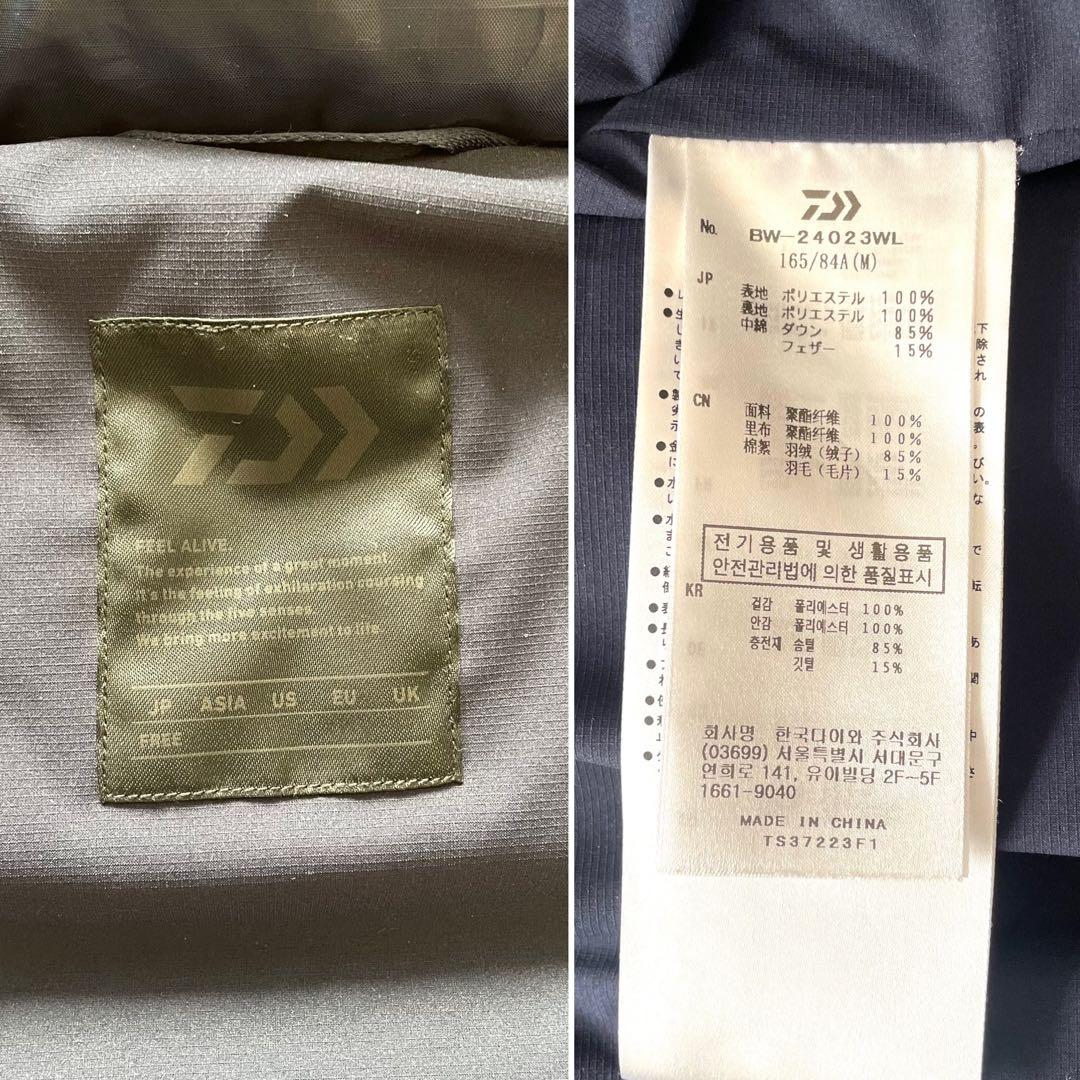 FEEL ALIVE.
The experience of a great moment.
It's the feeling of exhilaration coursing
through the five senses.
We bring more excitement to life.
JP ASIA US EU UK
FREE
No. BW-24023WL
165/84A(M)
JP
表地 ポリエステル 100%
裏地 ポリエステル 100%
中綿 ダウン 85%
フェザー 15%
CN
面料 聚酯纤维 100%
里布 聚酯纤维 100%
棉絮 羽绒(绒子) 85%
羽毛(毛片) 15%
전기용품 및 생활용품
안전관리법에 의한 품질표시
KR
겉감 폴리에스터 100%
안감 폴리에스터 100%
충전재 솜털 85%
깃털 15%
회사명 한국다이와 주식회사
(03699) 서울특별시 서대문구
연희로 141, 유이빌딩 2F~5F
1661-9040
MADE IN CHINA
TS37223F1